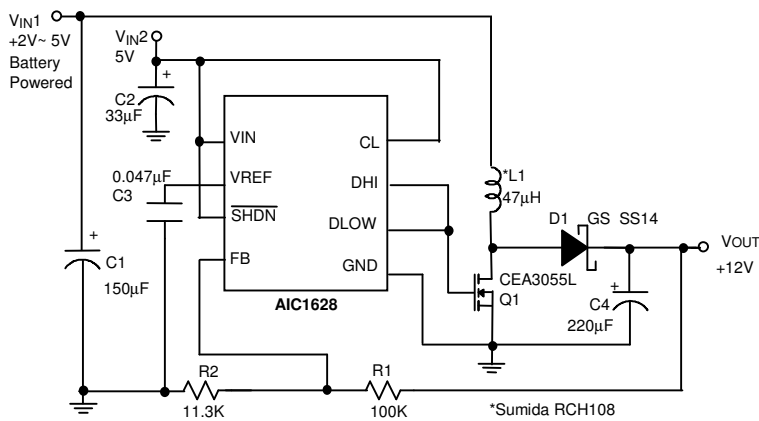 VIN1
+2V~ 5V
Battery
Powered
VIN2
5V
+
C2
33µF
0.047µF
C3
VIN
VREF
SHDN
FB
CL
DHI
DLOW
GND
AIC1628
*L1
47µH
D1 GS SS14
VOUT
+12V
CEA3055L
Q1
+
C4
220µF
+
C1
150µF
R2
11.3K
R1
100K
*Sumida RCH108